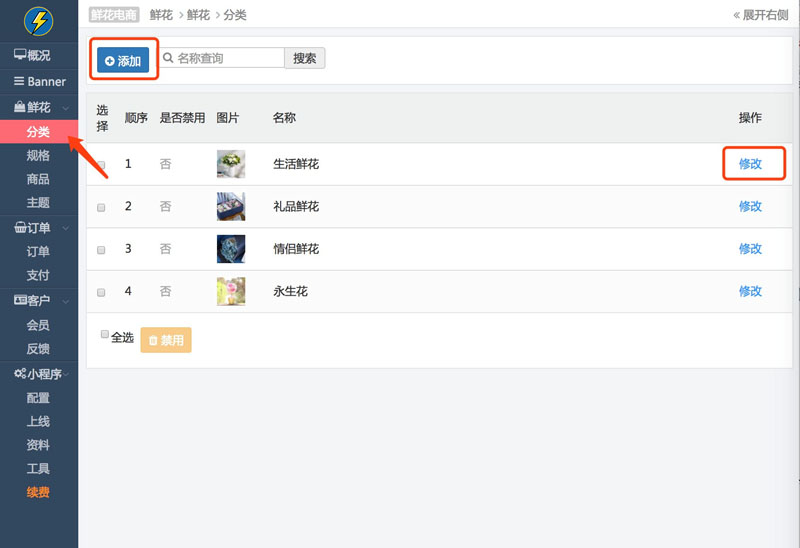 鲜花电商 鲜花 > 鲜花 > 分类
« 展开右侧
概况
Banner
鲜花
分类
规格
商品
主题
订单
订单
支付
客户
会员
反馈
小程序
配置
上线
资料
工具
续费
添加 名称查询 搜索
选择 顺序 是否禁用 图片 名称 操作
1 否 生活鲜花 修改
2 否 礼品鲜花 修改
3 否 情侣鲜花 修改
4 否 永生花 修改
全选 禁用